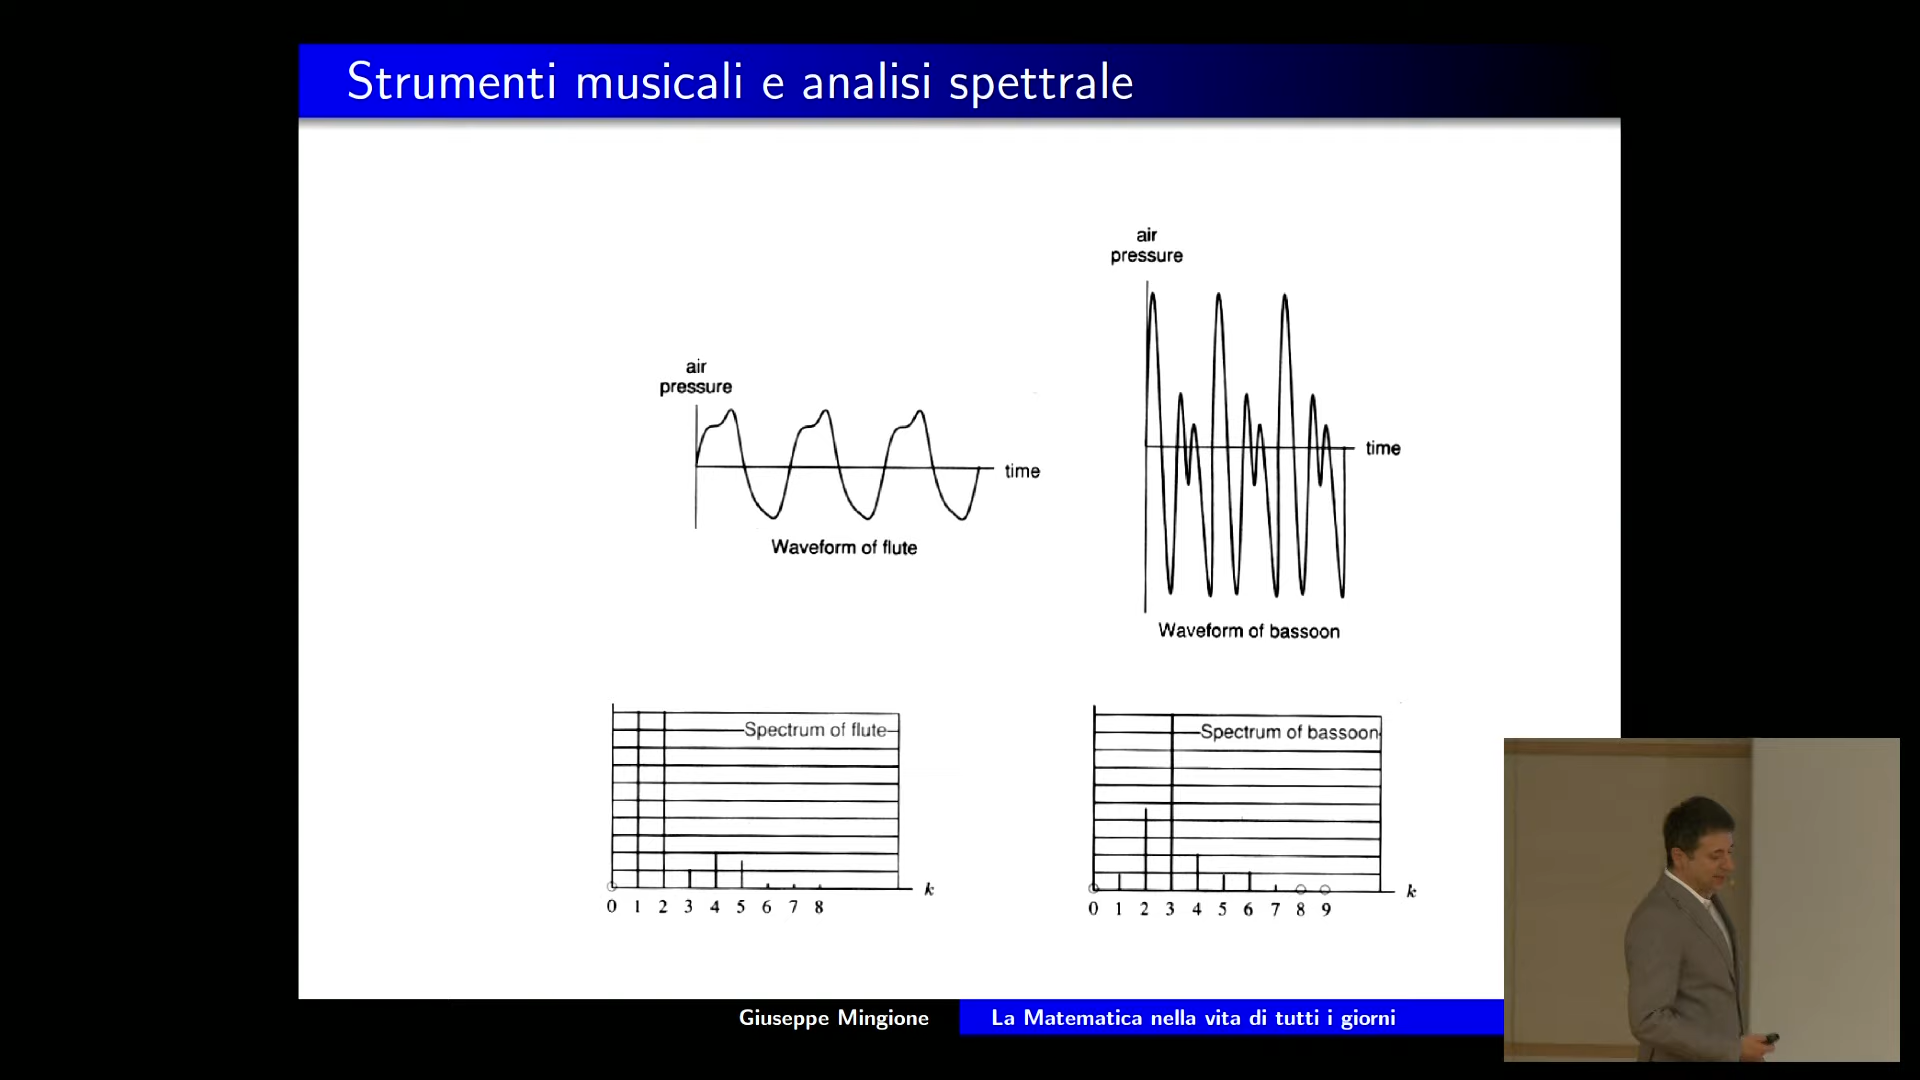 Strumenti musicali e analisi spettrale
air
pressure
time
Waveform of flute
air
pressure
time
Waveform of bassoon
Spectrum of flute
k
0 1 2 3 4 5 6 7 8
Spectrum of bassoon
k
0 1 2 3 4 5 6 7 8 9
Giuseppe Mingione
La Matematica nella vita di tutti i giorni